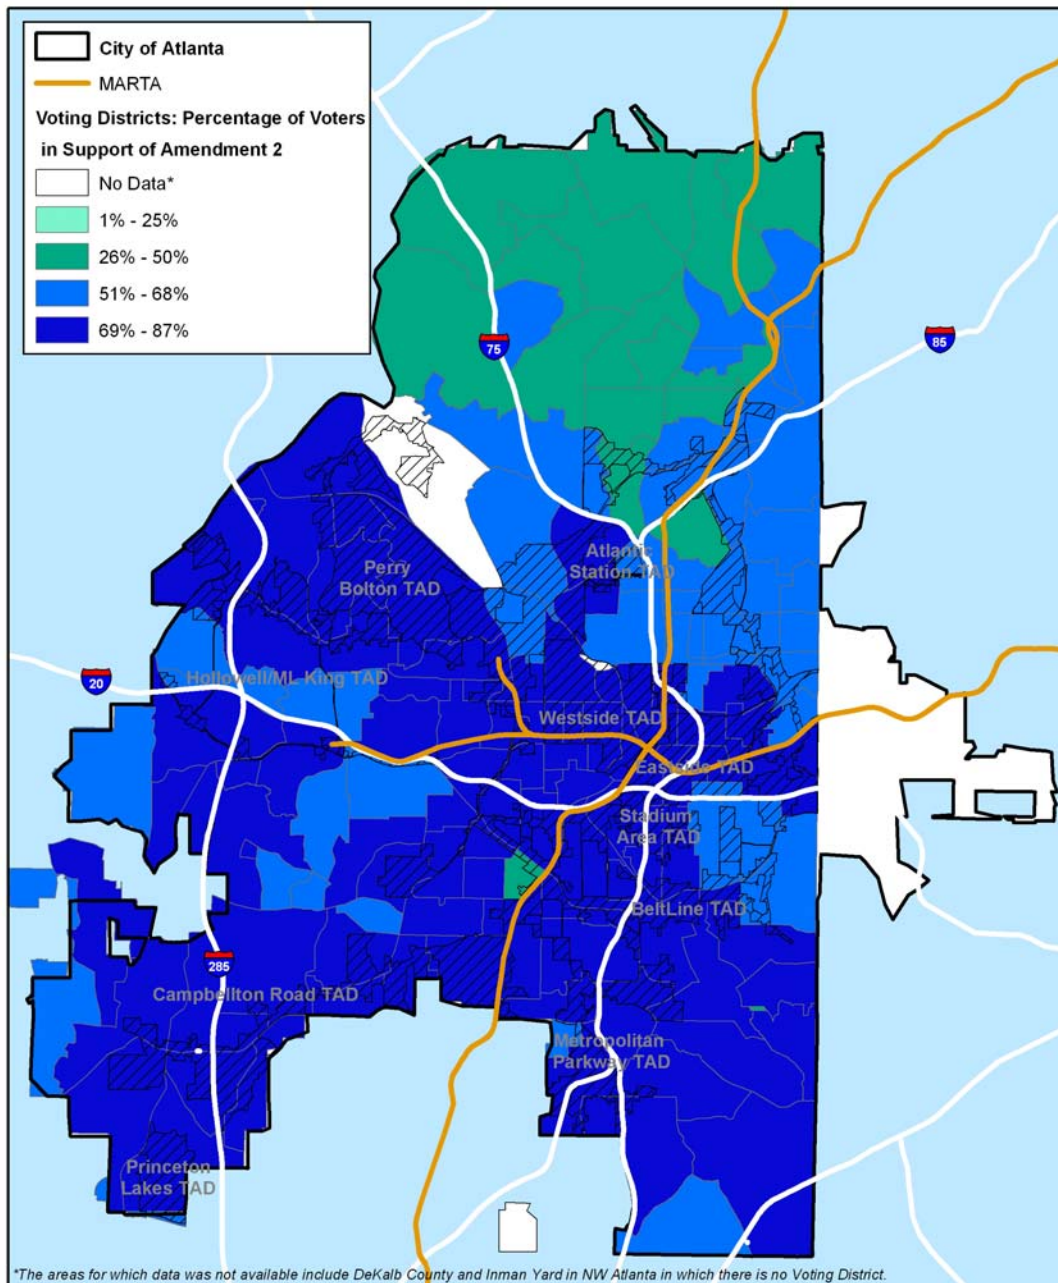 City of Atlanta
MARTA
Voting Districts: Percentage of Voters
in Support of Amendment 2
No Data*
1% - 25%
26% - 50%
51% - 68%
69% - 87%
75
85
Atlantic
Station TAD
Perry
Bolton TAD
20
Hollowell/ML King TAD
Westside TAD
Eastside TAD
Stadium
Area TAD
BeltLine TAD
285
Campbellton Road TAD
Metropolitan
Parkway TAD
Princeton
Lakes TAD
*The areas for which data was not available include DeKalb County and Inman Yard in NW Atlanta in which there is no Voting District.